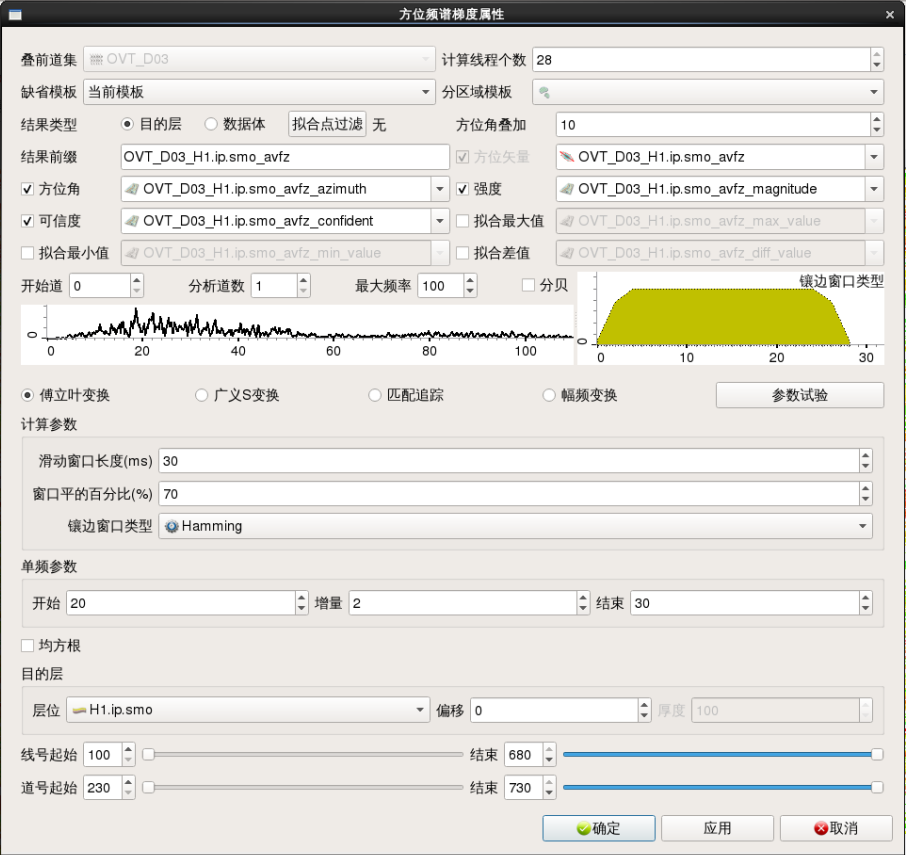 方位频谱梯度属性
叠前道集 OVT_D03 计算线程个数 28
缺省模板 当前模板 分区域模板
结果类型 目的层 数据体 拟合点过滤 无 方位角叠加 10
结果前缀 OVT_D03_H1.ip.smo_avfz 方位矢量 OVT_D03_H1.ip.smo_avfz
方位角 OVT_D03_H1.ip.smo_avfz_azimuth 强度 OVT_D03_H1.ip.smo_avfz_magnitude
可信度 OVT_D03_H1.ip.smo_avfz_confident 拟合最大值 OVT_D03_H1.ip.smo_avfz_max_value
拟合最小值 OVT_D03_H1.ip.smo_avfz_min_value 拟合差值 OVT_D03_H1.ip.smo_avfz_diff_value
开始道 0 分析道数 1 最大频率 100 分贝 镶边窗口类型
0 0
0 20 40 60 80 100 0 10 20 30
傅立叶变换 广义S变换 匹配追踪 幅频变换 参数试验
计算参数
滑动窗口长度(ms) 30
窗口平的百分比(%) 70
镶边窗口类型 Hamming
单频参数
开始 20 增量 2 结束 30
均方根
目的层
层位 H1.ip.smo 偏移 0 厚度 100
线号起始 100 结束 680
道号起始 230 结束 730
确定 应用 取消